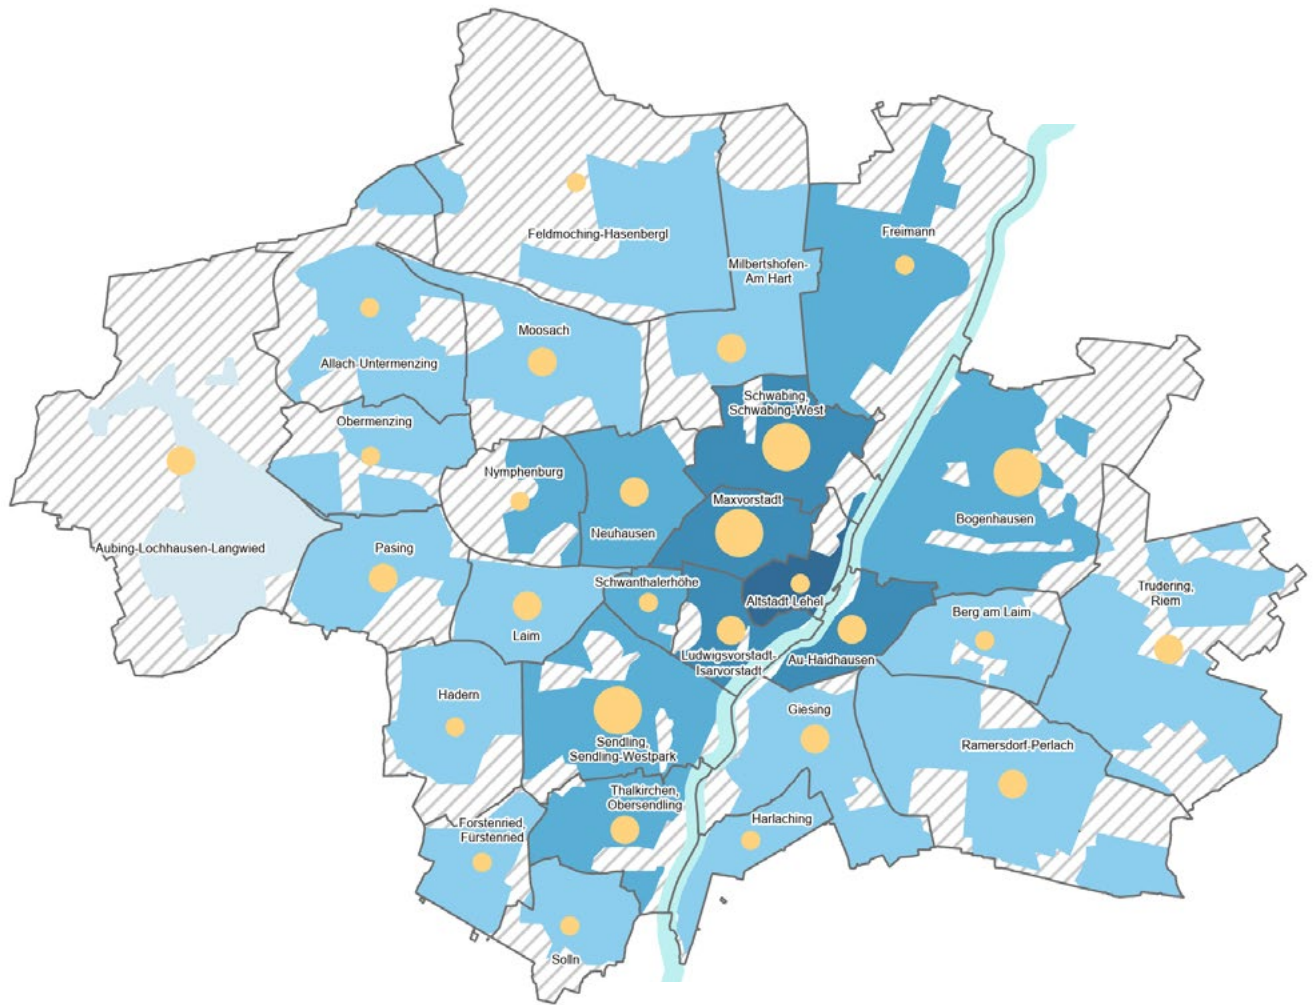 Feldmoching-Hasenbergl
Freimann
Milbertshofen-
Am Hart
Moosach
Allach-Untermenzing
Schwabing,
Schwabing-West
Obermenzing
Nymphenburg
Maxvorstadt
Neuhausen
Bogenhausen
Aubing-Lochhausen-Langwied
Pasing
Schwanthalerhöhe
Altstadt-Lehel
Trudering,
Riem
Berg am Laim
Laim
Ludwigsvorstadt-
Isarvorstadt
Au-Haidhausen
Hadern
Giesing
Sendling,
Sendling-Westpark
Ramersdorf-Perlach
Thalkirchen,
Obersendling
Harlaching
Forstenried,
Fürstenried
Solln